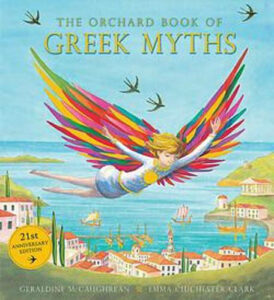 THE ORCHARD BOOK OF
GREEK MYTHS
21st
ANNIVERSARY
EDITION
GERALDINE McCAUGHREAN
EMMA CHICHESTER CLARK